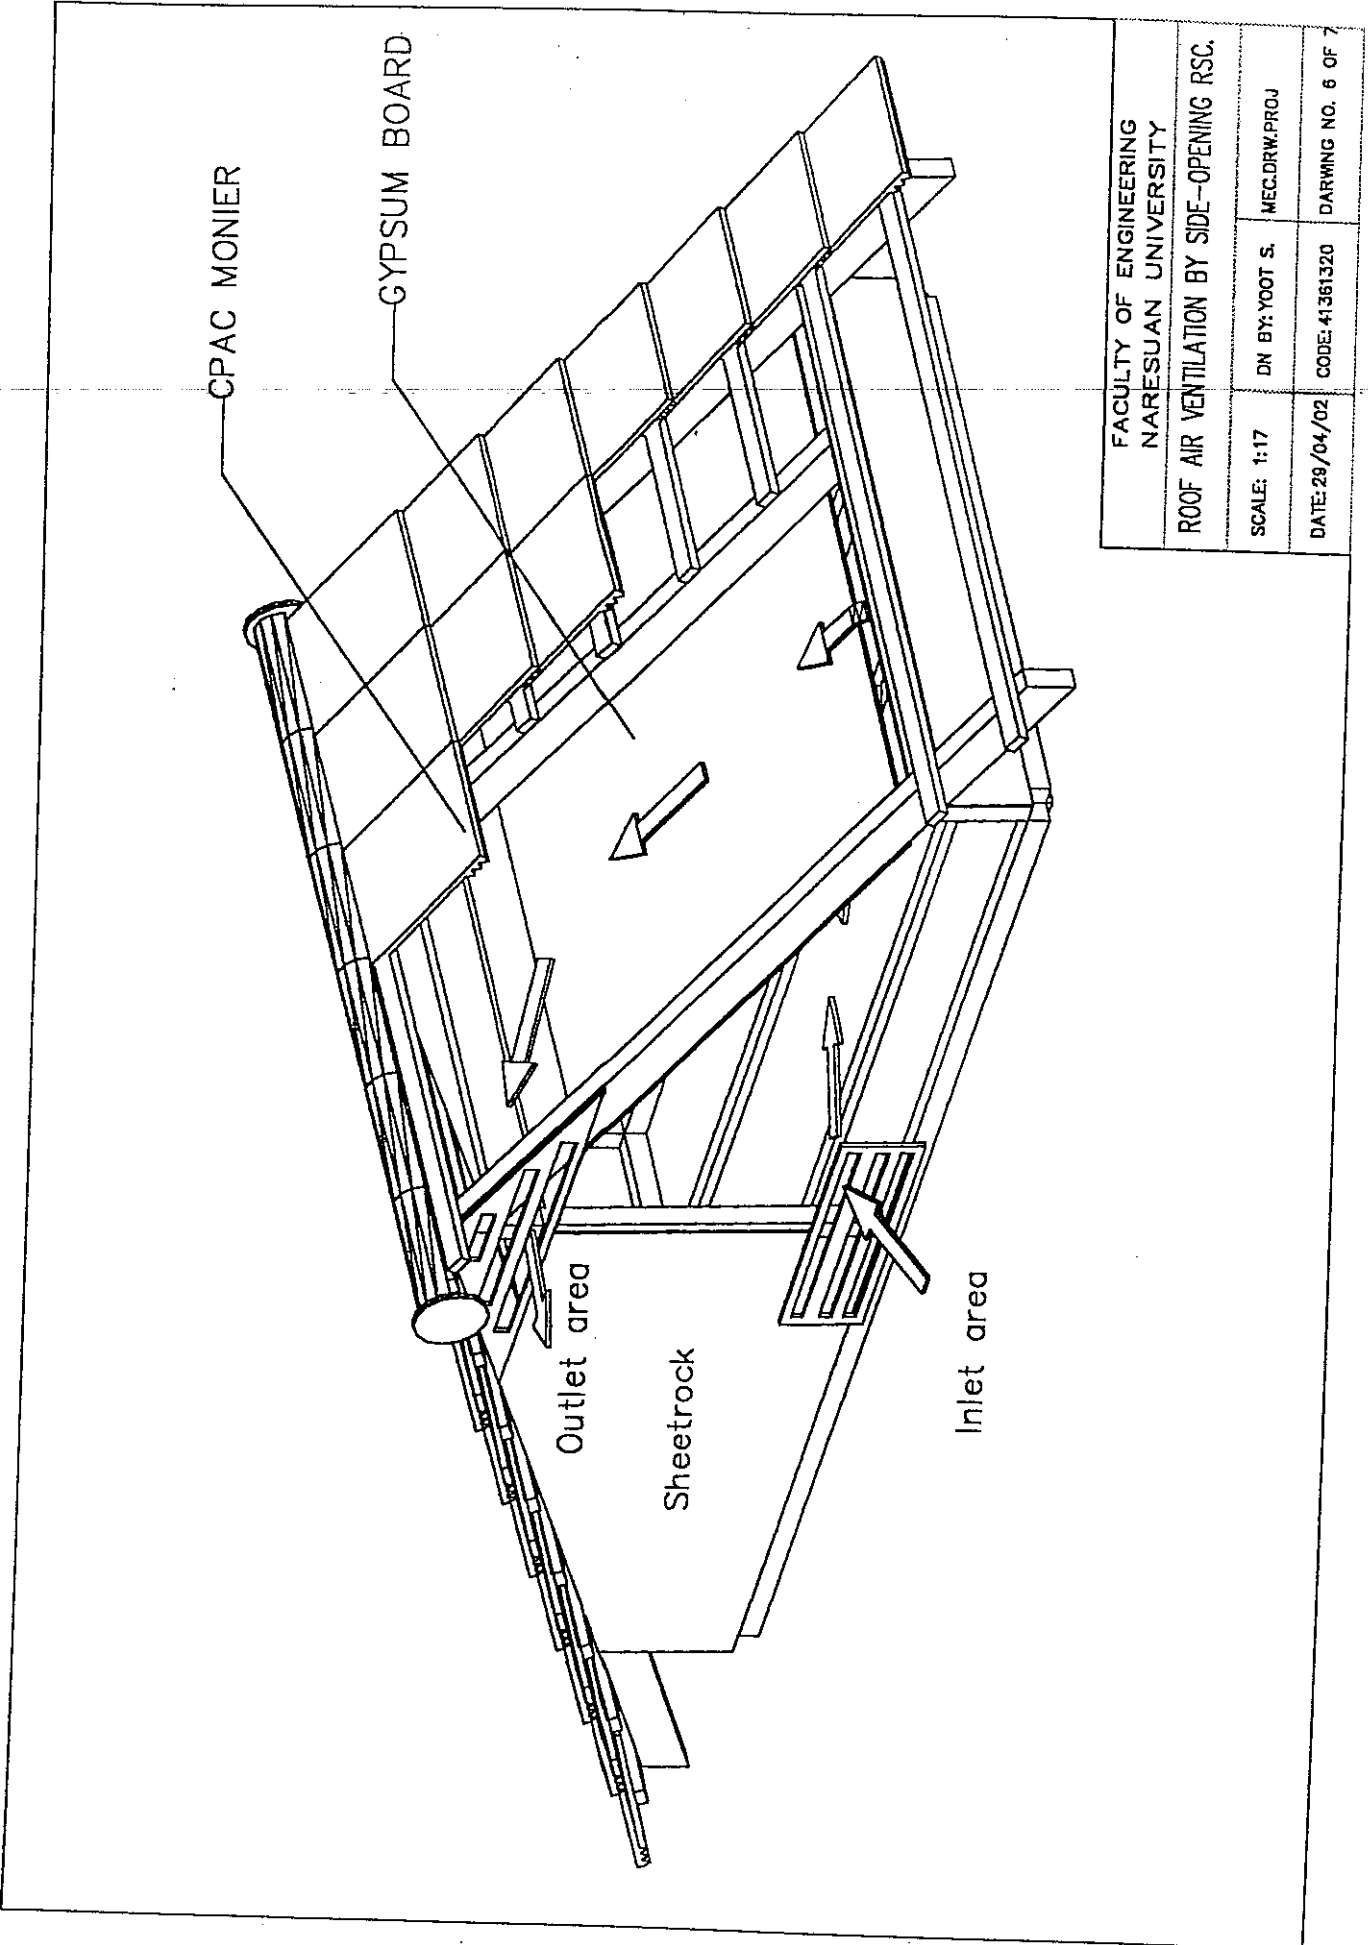 CPAC MONIER
GYPSUM BOARD
Outlet area
Sheetrock
Inlet area
FACULTY OF ENGINEERING
NARESUAN UNIVERSITY
ROOF AIR VENTILATION BY SIDE-OPENING RSC.
SCALE: 1:17 DN BY: YOOT S. MEC.DRW.PROJ
DATE: 29/04/02 CODE: 41361320 DARWING NO. 6 OF 7